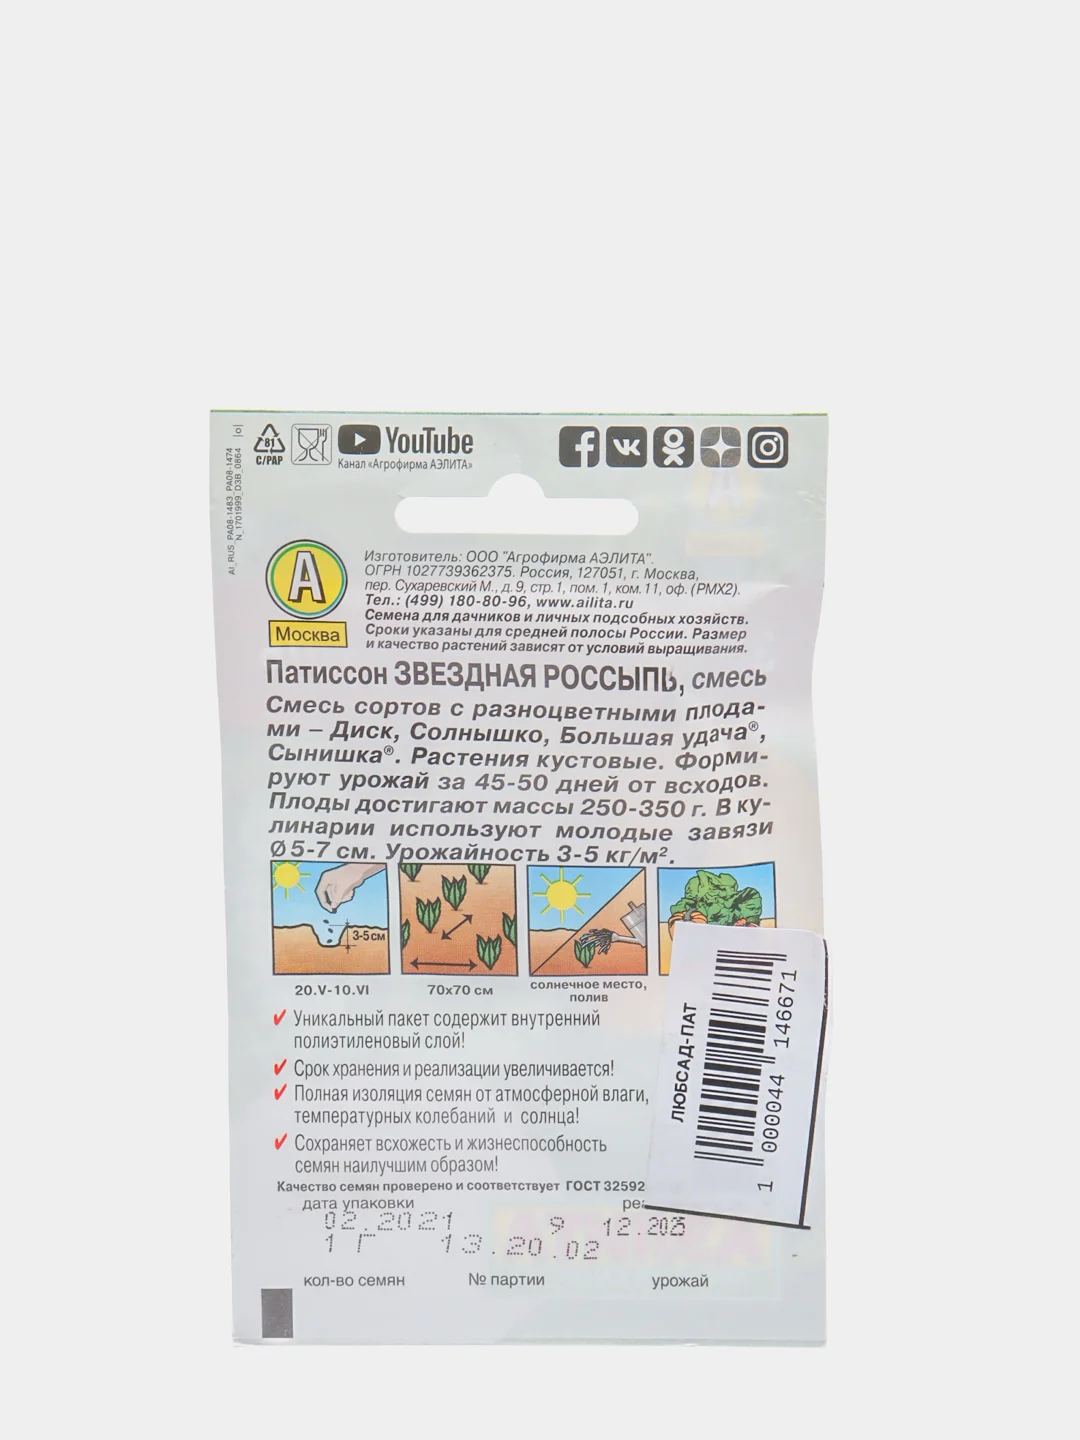 AI_RUS_PA08-1483_PA08-1474
N_1701999_D3B_0864
81
C/PAP
YouTube
Канал «Агрофирма АЭЛИТА»
А
Москва
Изготовитель: ООО "Агрофирма АЭЛИТА".
ОГРН 1027739362375. Россия, 127051, г. Москва,
пер. Сухаревский М., д. 9, стр. 1, пом. 1, ком. 11, оф. (РМХ2).
Тел.: (499) 180-80-96, www.ailita.ru
Семена для дачников и личных подсобных хозяйств.
Сроки указаны для средней полосы России. Размер
и качество растений зависят от условий выращивания.
Патиссон ЗВЕЗДНАЯ РОССЫПЬ, смесь
Смесь сортов с разноцветными плода-
ми – Диск, Солнышко, Большая удача®,
Сынишка®. Растения кустовые. Форми-
руют урожай за 45-50 дней от всходов.
Плоды достигают массы 250-350 г. В ку-
линарии используют молодые завязи
Ø 5-7 см. Урожайность 3-5 кг/м².
3-5 см
20.V-10.VI
70х70 см
солнечное место,
полив
Уникальный пакет содержит внутренний
полиэтиленовый слой!
Срок хранения и реализации увеличивается!
Полная изоляция семян от атмосферной влаги,
температурных колебаний и солнца!
Сохраняет всхожесть и жизнеспособность
семян наилучшим образом!
Качество семян проверено и соответствует ГОСТ 32592
дата упаковки
02.2021 9 12.2025
1 Г 13.20.02
кол-во семян № партии урожай
ЛЮБСАД-ПАТ
1 000044 146671